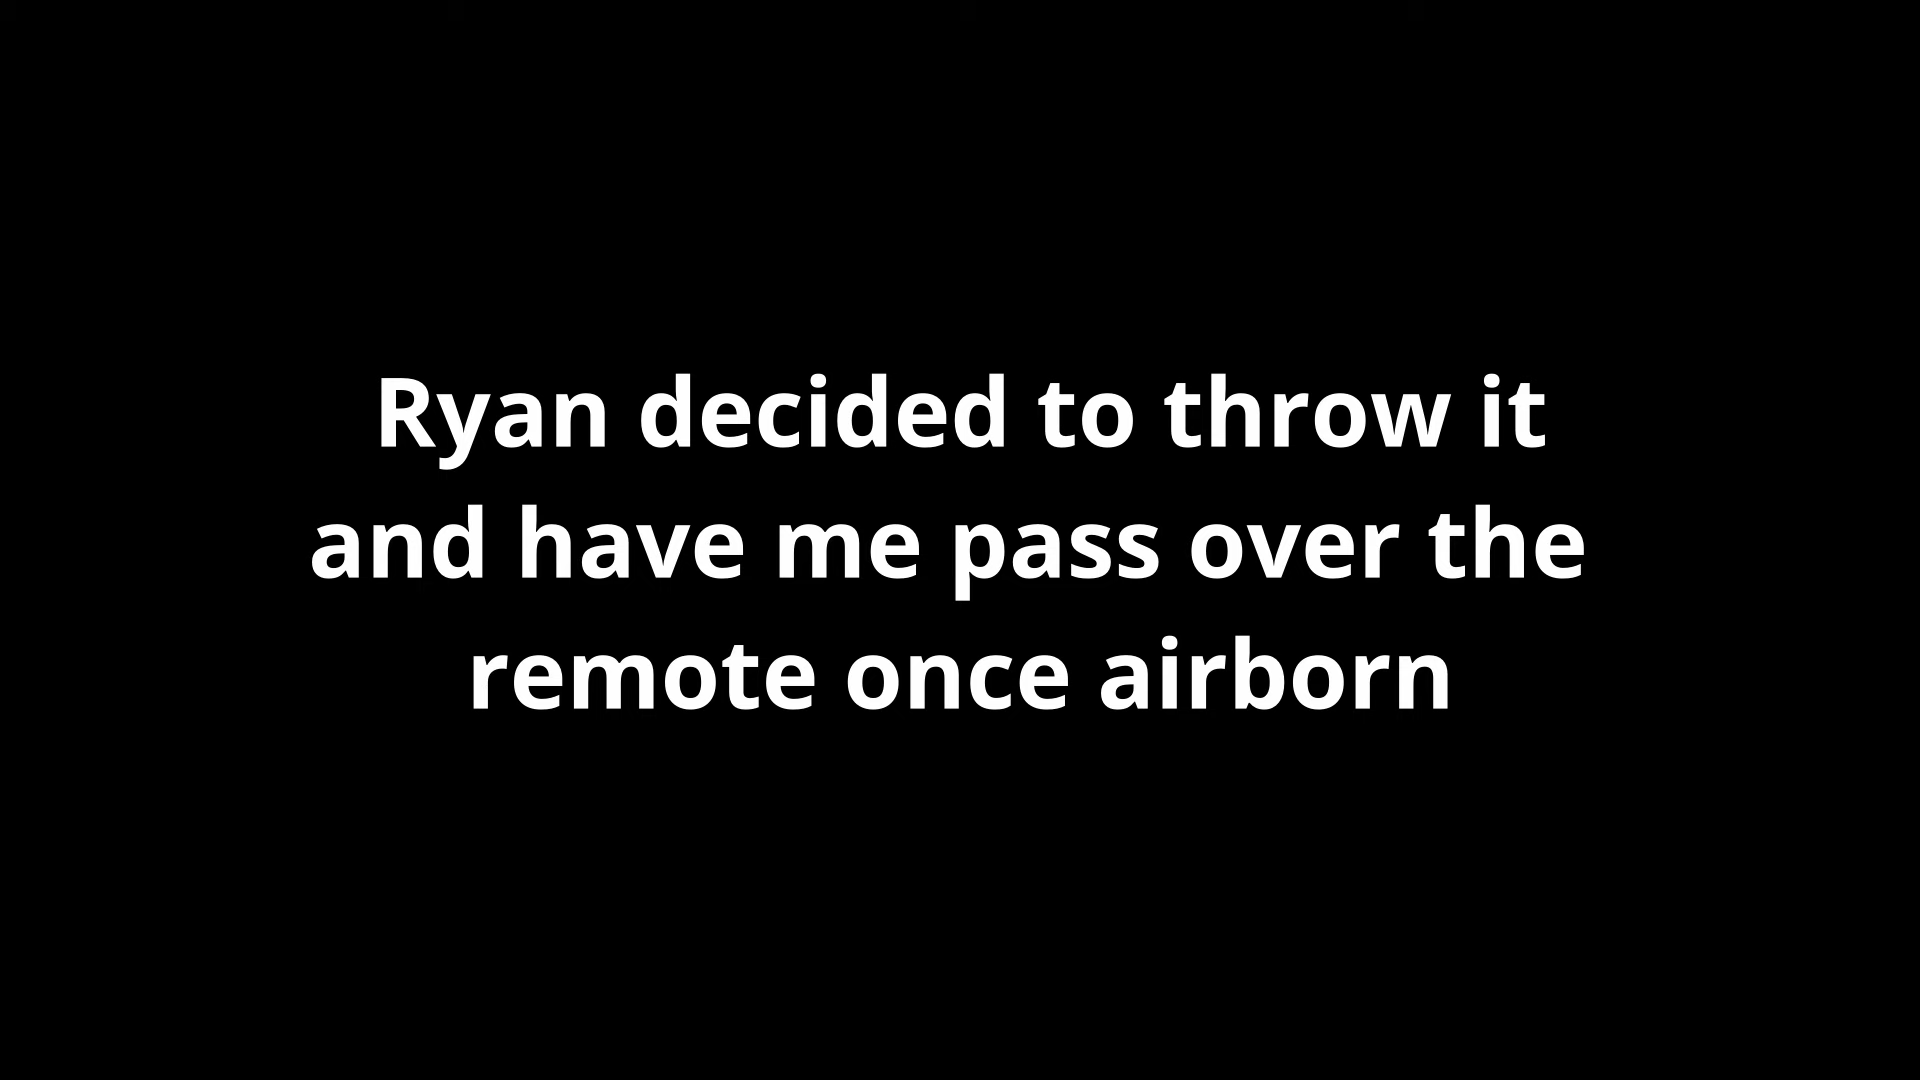 Ryan decided to throw it
and have me pass over the
remote once airborn